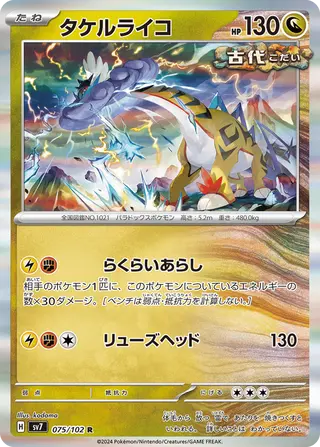 たね
タケルライコ
HP 130
古代 こだい
全国図鑑NO.1021 パラドックスポケモン 高さ:5.2m 重さ:480.0kg
らくらいあらし
相手のポケモン1匹に、このポケモンについているエネルギーの
数×30ダメージ。[ベンチは弱点・抵抗力を計算しない。]
リューズヘッド 130
弱点 抵抗力 にげる
Illus. kodama
H sv7 075/102 R
©2024 Pokémon/Nintendo/Creatures/GAME FREAK.